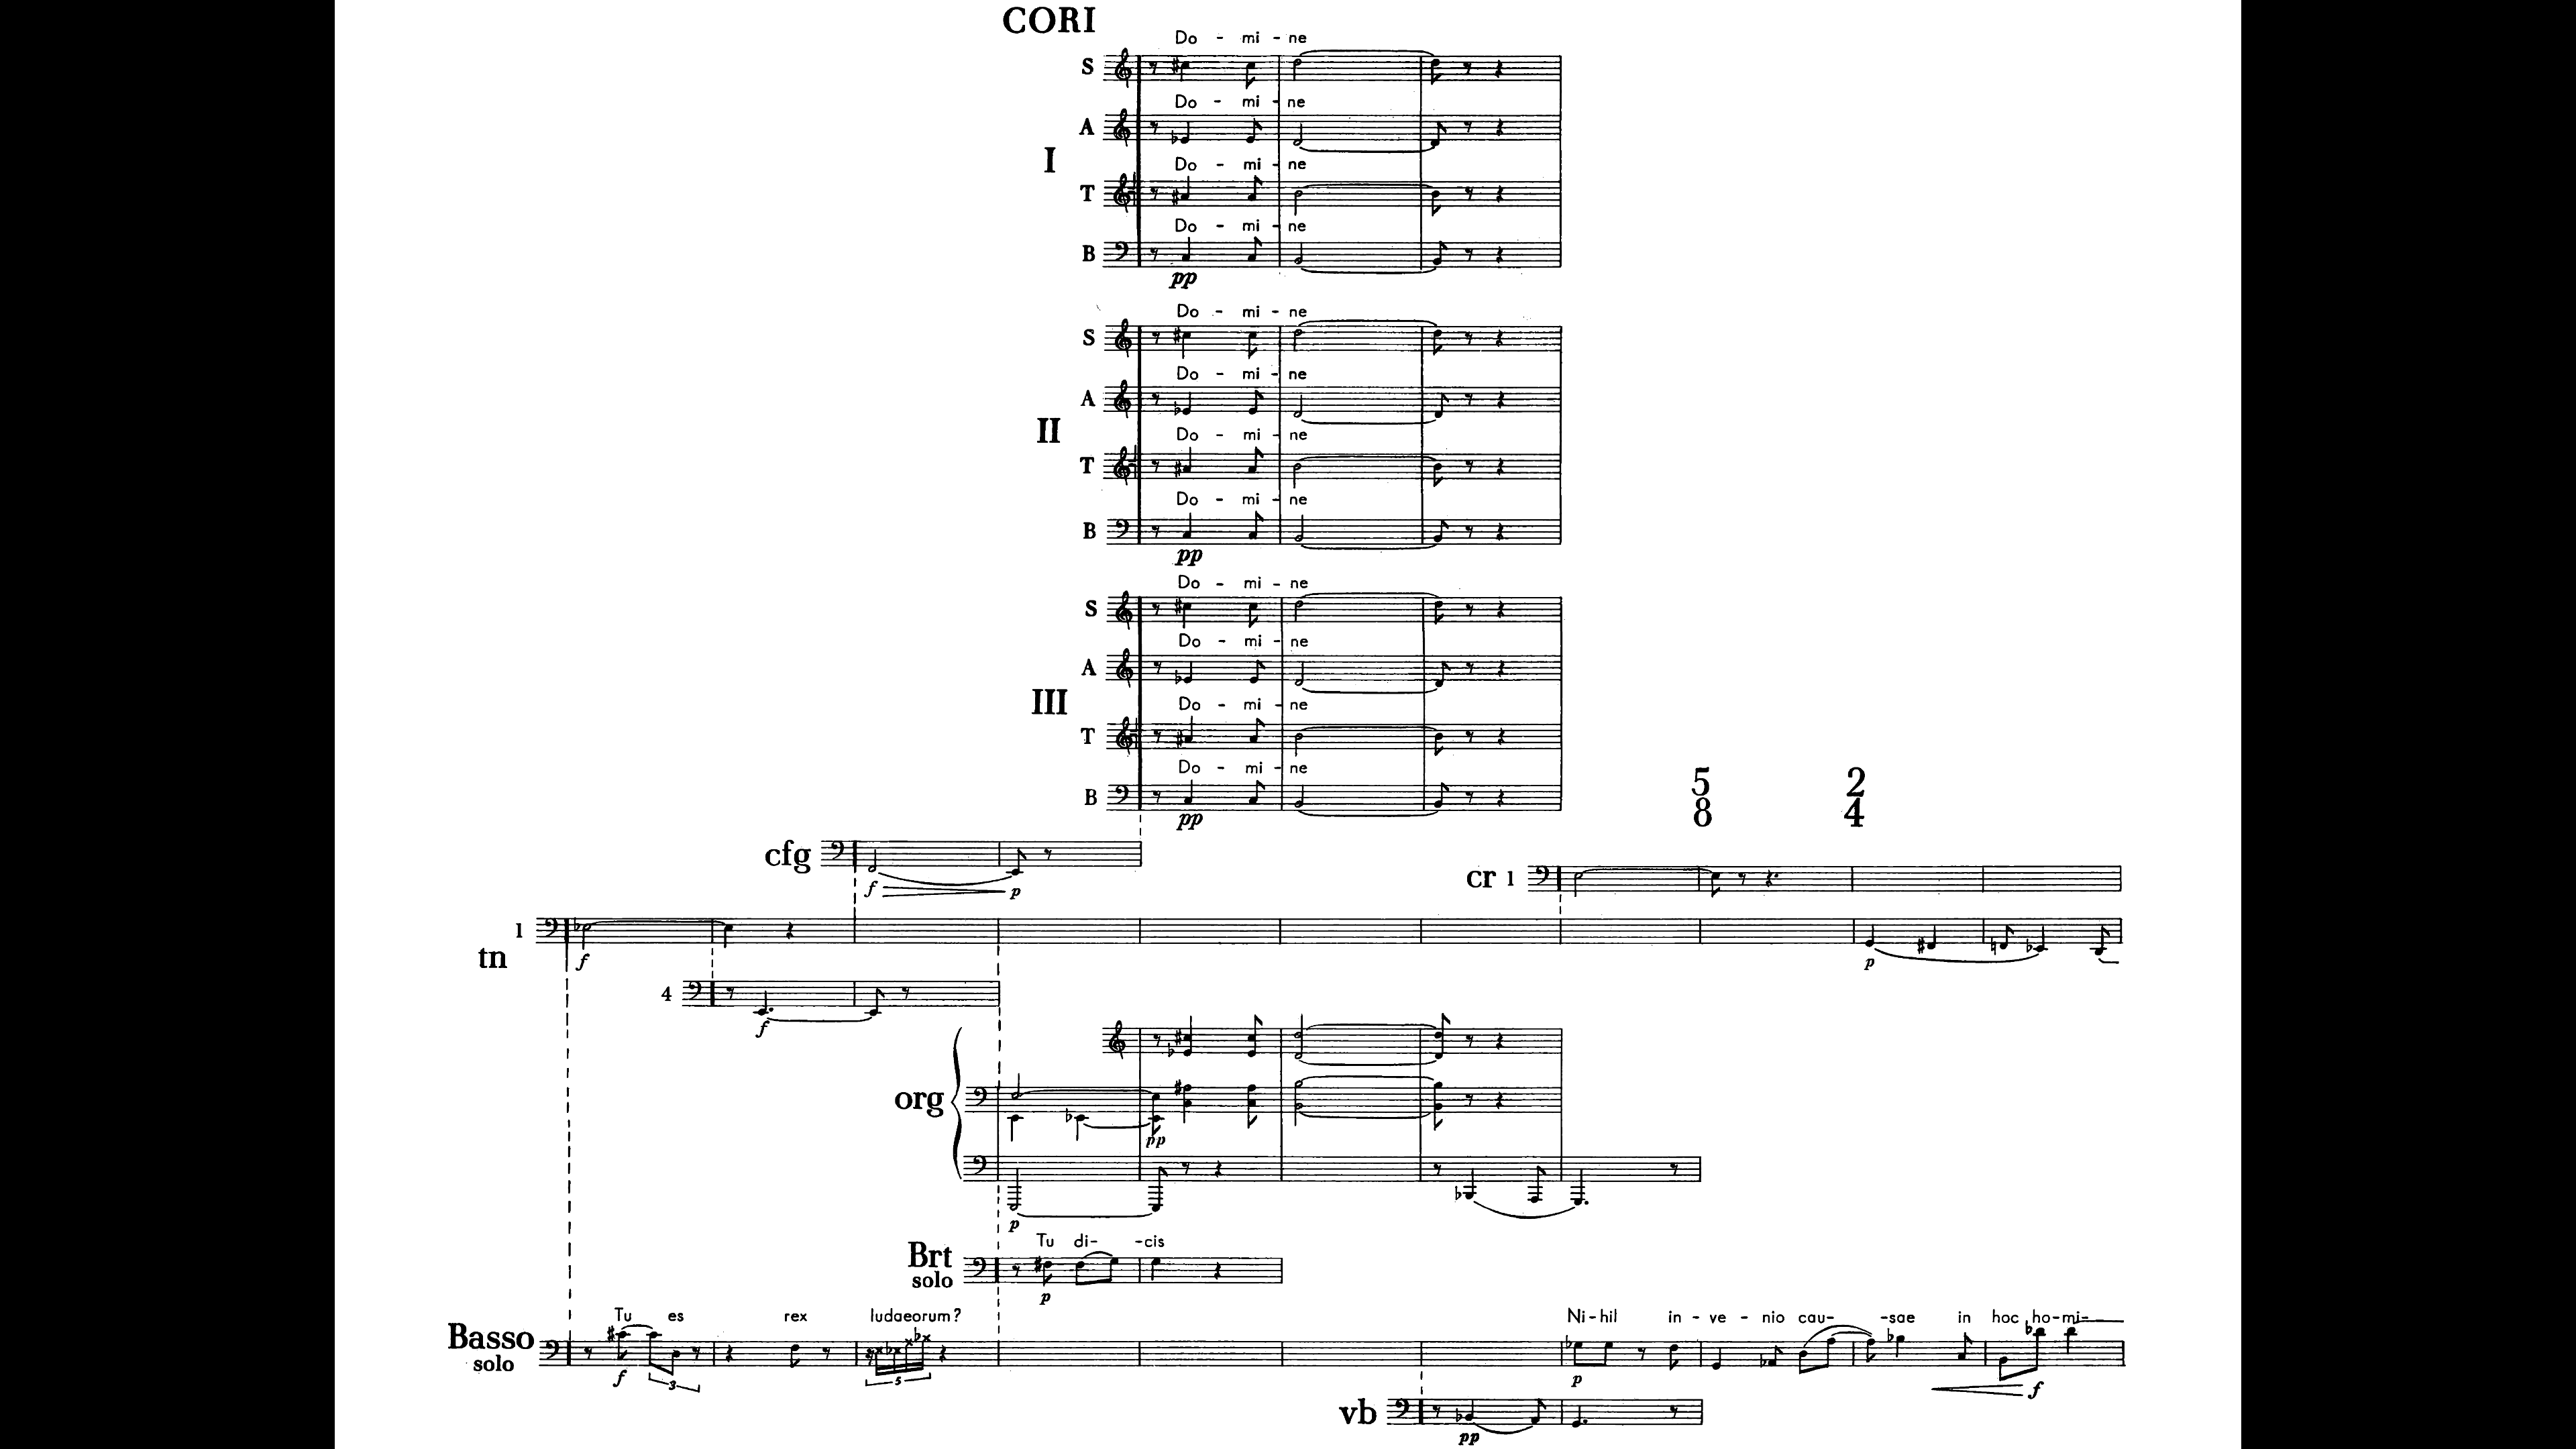 CORI
Do - mi - ne
S
Do - mi - ne
A
I
Do - mi - ne
T
Do - mi - ne
B
pp
Do - mi - ne
S
Do - mi - ne
A
II
Do - mi - ne
T
Do - mi - ne
B
pp
Do - mi - ne
S
Do - mi - ne
A
III
Do - mi - ne
T
Do - mi - ne
B
pp
5 2
8 4
cfg
f p
cr 1
1
tn
f p
4
f
org
pp
p
Tu di- -cis
Brt
solo
p
Tu es rex Iudaeorum? Ni-hil in-ve-nio cau- -sae in hoc ho-mi-
Basso
solo
f 3 5 p f
vb
pp